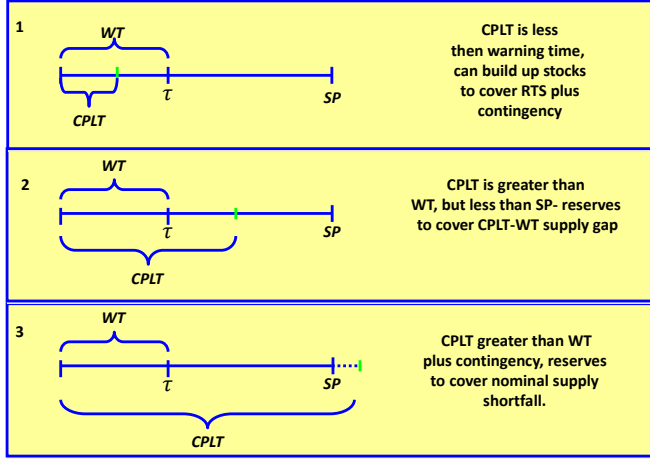 1
WT
τ
SP
CPLT
CPLT is less
then warning time,
can build up stocks
to cover RTS plus
contingency
2
WT
τ
SP
CPLT
CPLT is greater than
WT, but less than SP- reserves
to cover CPLT-WT supply gap
3
WT
τ
SP
CPLT
CPLT greater than WT
plus contingency, reserves
to cover nominal supply
shortfall.